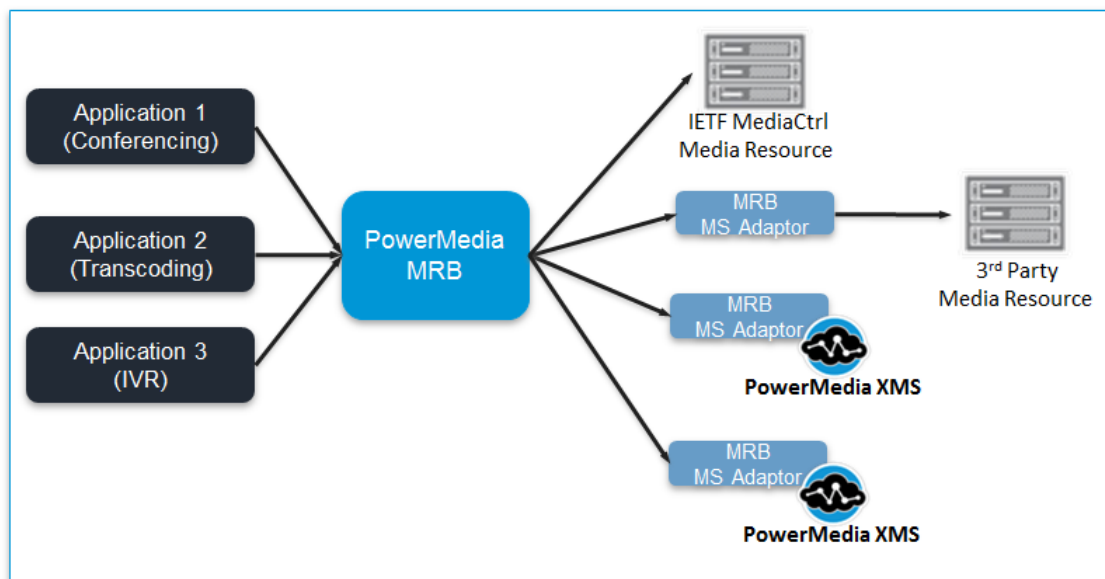 Application 1
(Conferencing)
Application 2
(Transcoding)
Application 3
(IVR)
PowerMedia
MRB
IETF MediaCtrl
Media Resource
MRB
MS Adaptor
3rd Party
Media Resource
MRB
MS Adaptor
PowerMedia XMS
MRB
MS Adaptor
PowerMedia XMS